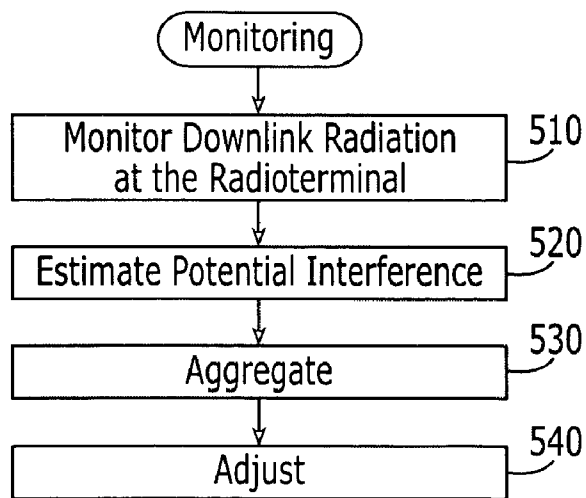 Monitoring
Monitor Downlink Radiation
at the Radioterminal
510
Estimate Potential Interference
520
Aggregate
530
Adjust
540